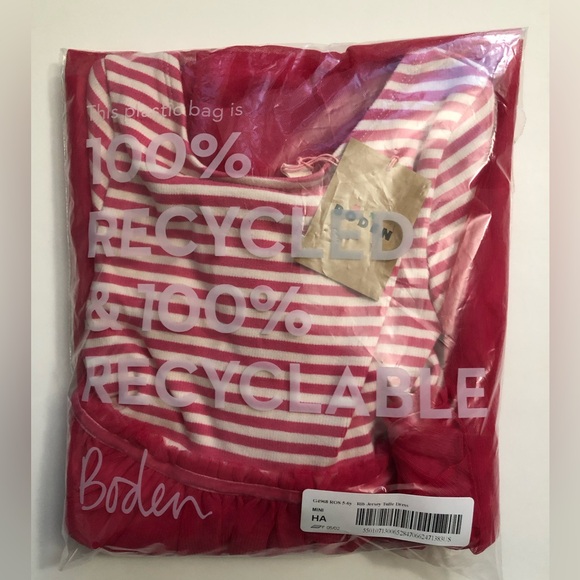 This plastic bag is
100%
RECYCLED
& 100%
RECYCLABLE
BODEN
Boden
MINI
HA